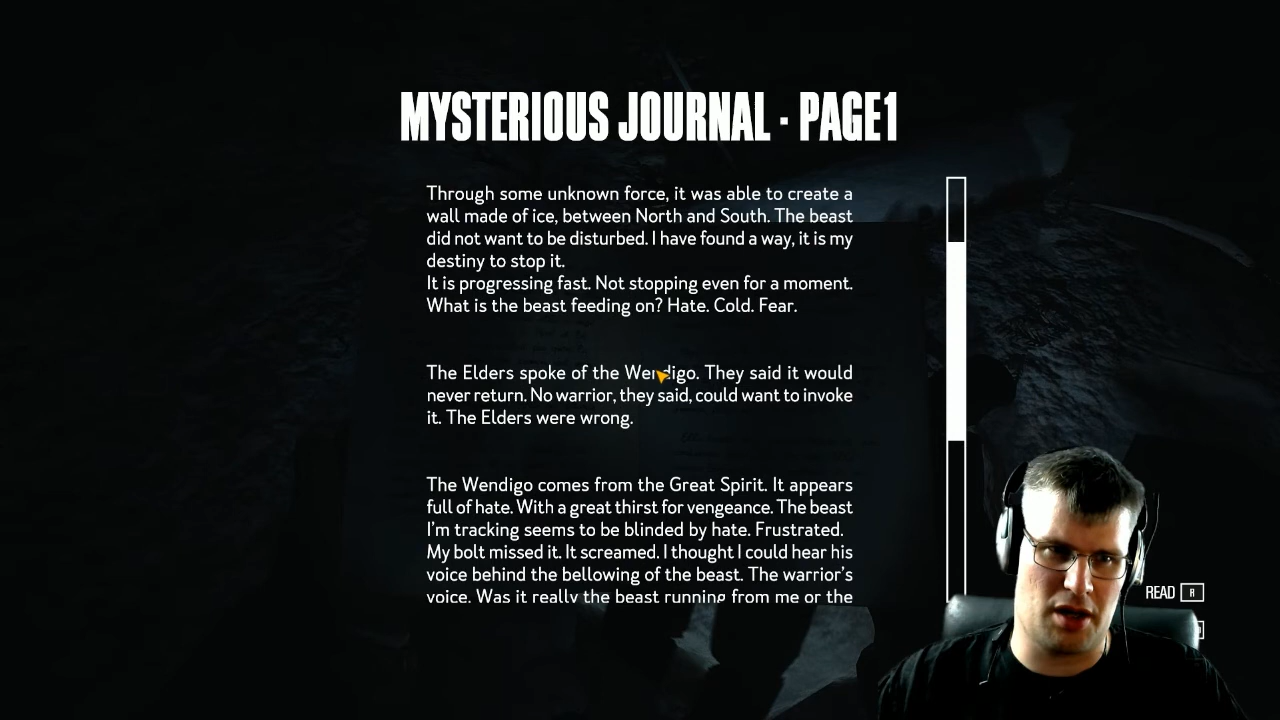 MYSTERIOUS JOURNAL - PAGE1
Through some unknown force, it was able to create a
wall made of ice, between North and South. The beast
did not want to be disturbed. I have found a way, it is my
destiny to stop it.
It is progressing fast. Not stopping even for a moment.
What is the beast feeding on? Hate. Cold. Fear.
The Elders spoke of the Wendigo. They said it would
never return. No warrior, they said, could want to invoke
it. The Elders were wrong.
The Wendigo comes from the Great Spirit. It appears
full of hate. With a great thirst for vengeance. The beast
I'm tracking seems to be blinded by hate. Frustrated.
My bolt missed it. It screamed. I thought I could hear his
voice behind the bellowing of the beast. The warrior's
voice. Was it really the beast running from me or the
READ R